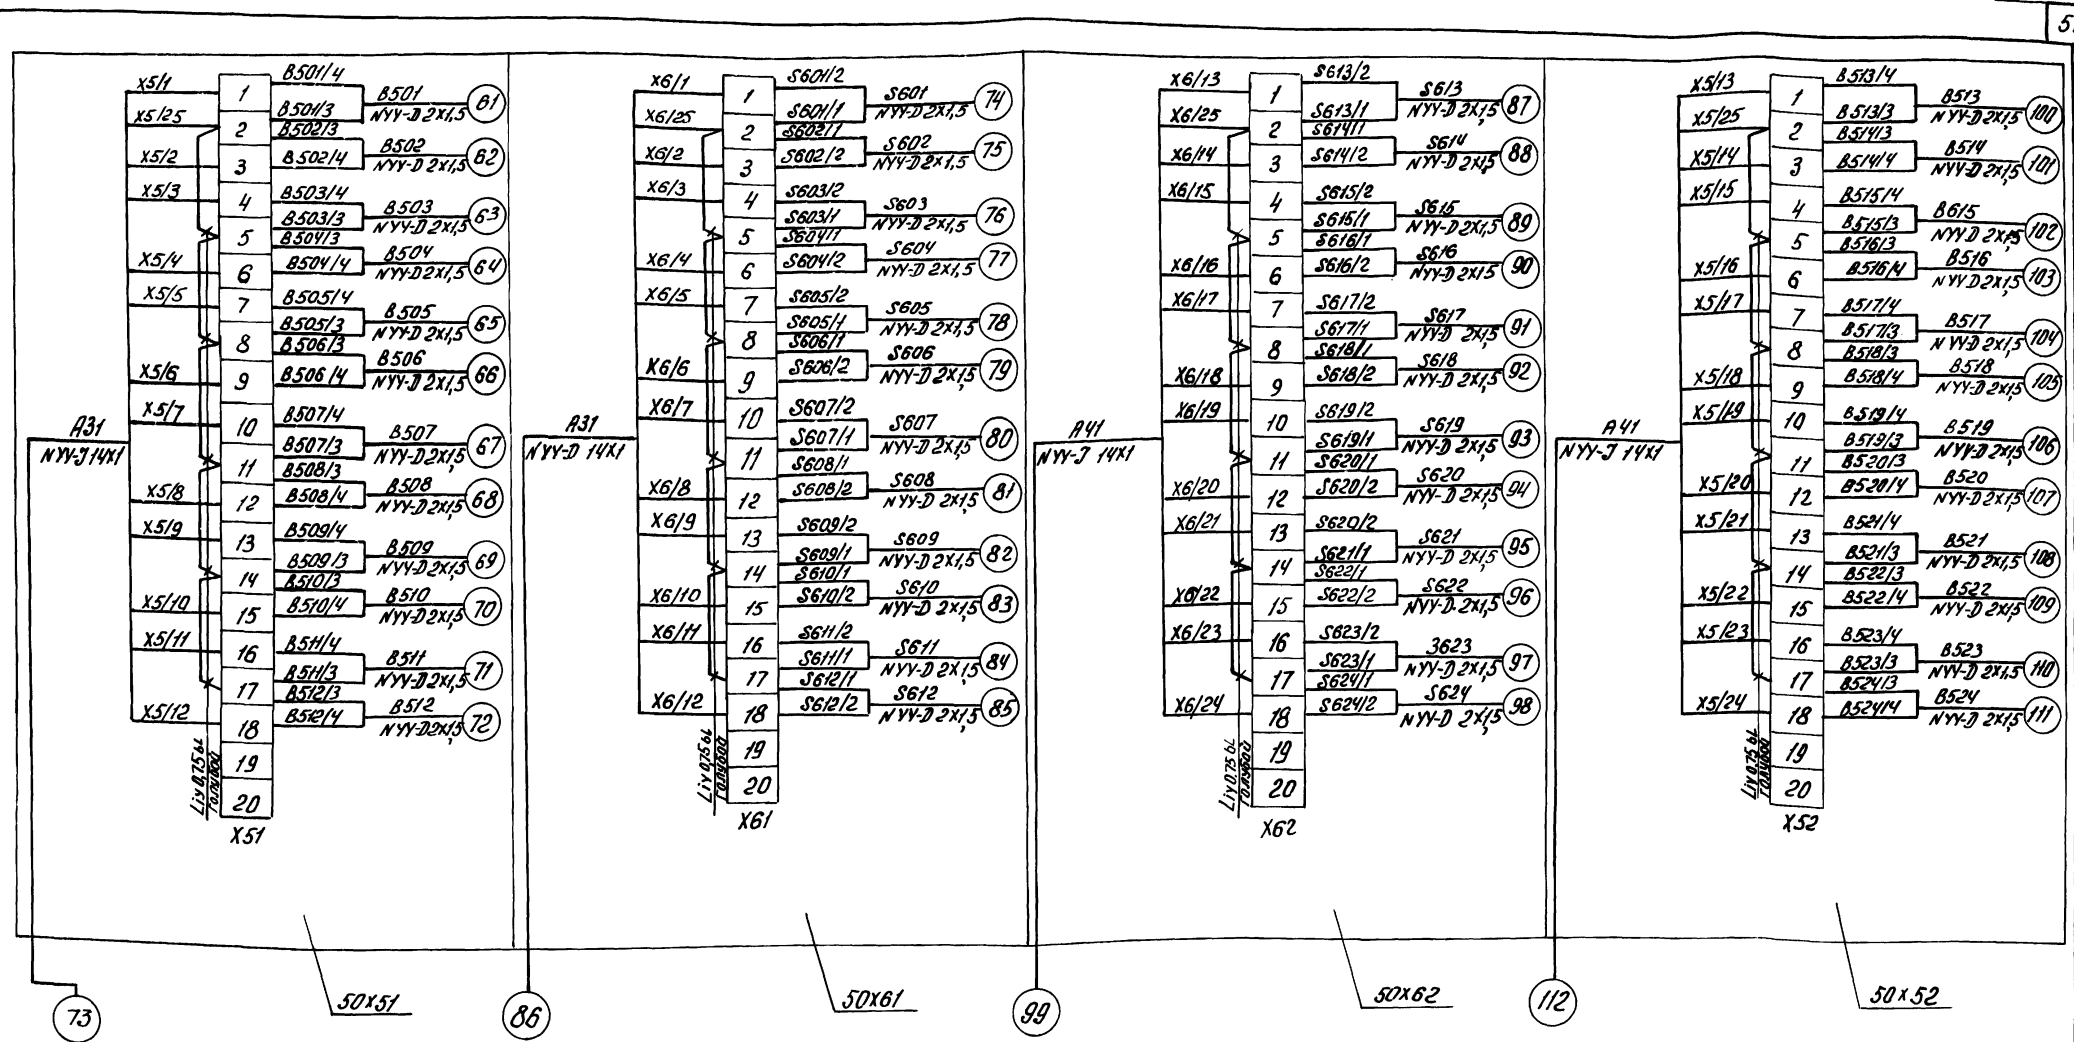 5
X5/1
X5/25
X5/2
X5/3
X5/4
X5/5
X5/6
X5/7
X5/8
X5/9
X5/10
X5/11
X5/12
A31
NYY-J 14X1
1
2
3
4
5
6
7
8
9
10
11
12
13
14
15
16
17
18
19
20
X51
LiY 0,75 bL
голубой
B501/4
B501/3
B502/3
B502/4
B503/4
B503/3
B504/3
B504/4
B505/4
B505/3
B506/3
B506/4
B507/4
B507/3
B508/3
B508/4
B509/4
B509/3
B510/3
B510/4
B511/4
B511/3
B512/3
B512/4
B501
NYY-D 2X1,5 61
B502
NYY-D 2X1,5 62
B503
NYY-D 2X1,5 63
B504
NYY-D 2X1,5 64
B505
NYY-D 2X1,5 65
B506
NYY-D 2X1,5 66
B507
NYY-D 2X1,5 67
B508
NYY-D 2X1,5 68
B509
NYY-D 2X1,5 69
B510
NYY-D 2X1,5 70
B511
NYY-D 2X1,5 71
B512
NYY-D 2X1,5 72
73
50X51
X6/1
X6/25
X6/2
X6/3
X6/4
X6/5
X6/6
X6/7
X6/8
X6/9
X6/10
X6/11
X6/12
A31
NYY-D 14X1
1
2
3
4
5
6
7
8
9
10
11
12
13
14
15
16
17
18
19
20
X61
LiY 0,75 bL
голубой
S601/2
S601/1
S602/1
S602/2
S603/2
S603/1
S604/1
S604/2
S605/2
S605/1
S606/1
S606/2
S607/2
S607/1
S608/1
S608/2
S609/2
S609/1
S610/1
S610/2
S611/2
S611/1
S612/1
S612/2
S601
NYY-D 2X1,5 74
S602
NYY-D 2X1,5 75
S603
NYY-D 2X1,5 76
S604
NYY-D 2X1,5 77
S605
NYY-D 2X1,5 78
S606
NYY-D 2X1,5 79
S607
NYY-D 2X1,5 80
S608
NYY-D 2X1,5 81
S609
NYY-D 2X1,5 82
S610
NYY-D 2X1,5 83
S611
NYY-D 2X1,5 84
S612
NYY-D 2X1,5 85
86
50X61
X6/13
X6/25
X6/14
X6/15
X6/16
X6/17
X6/18
X6/19
X6/20
X6/21
X6/22
X6/23
X6/24
A41
NYY-J 14X1
1
2
3
4
5
6
7
8
9
10
11
12
13
14
15
16
17
18
19
20
X62
LiY 0,75 bL
голубой
S613/2
S613/1
S614/1
S614/2
S615/2
S615/1
S616/1
S616/2
S617/2
S617/1
S618/1
S618/2
S619/2
S619/1
S620/1
S620/2
S620/2
S621/1
S622/1
S622/2
S623/2
S623/1
S624/1
S624/2
S613
NYY-D 2X1,5 87
S614
NYY-D 2X1,5 88
S615
NYY-D 2X1,5 89
S616
NYY-D 2X1,5 90
S617
NYY-D 2X1,5 91
S618
NYY-D 2X1,5 92
S619
NYY-D 2X1,5 93
S620
NYY-D 2X1,5 94
S621
NYY-D 2X1,5 95
S622
NYY-D 2X1,5 96
3623
NYY-D 2X1,5 97
S624
NYY-D 2X1,5 98
99
50X62
X5/13
X5/25
X5/14
X5/15
X5/16
X5/17
X5/18
X5/19
X5/20
X5/21
X5/22
X5/23
X5/24
A41
NYY-J 14X1
1
2
3
4
5
6
7
8
9
10
11
12
13
14
15
16
17
18
19
20
X52
LiY 0,75 bL
голубой
B513/4
B513/3
B514/3
B514/4
B515/4
B515/3
B516/3
B516/4
B517/4
B517/3
B518/3
B518/4
B519/4
B519/3
B520/3
B520/4
B521/4
B521/3
B522/3
B522/4
B523/4
B523/3
B524/3
B524/4
B513
NYY-D 2X1,5 100
B514
NYY-D 2X1,5 101
B615
NYY-D 2X1,5 102
B516
NYY-D 2X1,5 103
B517
NYY-D 2X1,5 104
B518
NYY-D 2X1,5 105
B519
NYY-D 2X1,5 106
B520
NYY-D 2X1,5 107
B521
NYY-D 2X1,5 108
B522
NYY-D 2X1,5 109
B523
NYY-D 2X1,5 110
B524
NYY-D 2X1,5 111
112
50X52